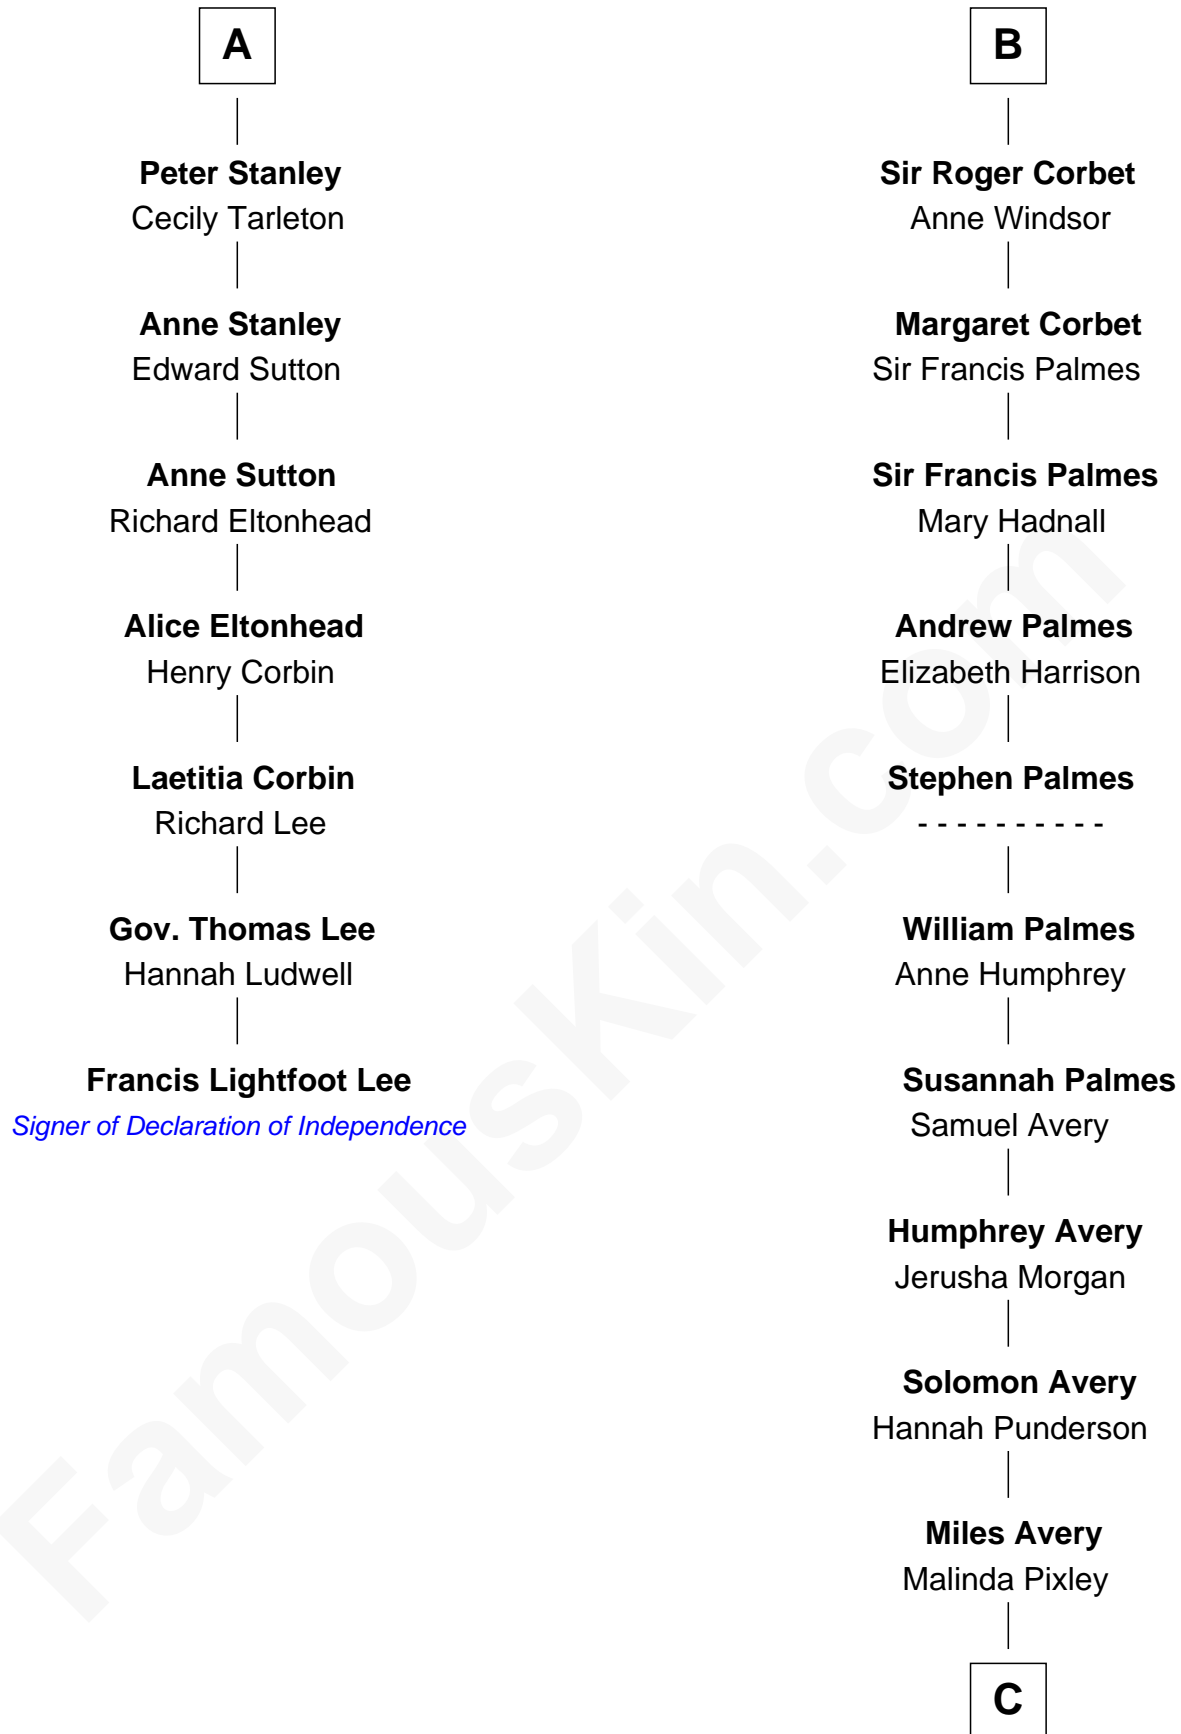 A
Peter Stanley
Cecily Tarleton
Anne Stanley
Edward Sutton
Anne Sutton
Richard Eltonhead
Alice Eltonhead
Henry Corbin
Laetitia Corbin
Richard Lee
Gov. Thomas Lee
Hannah Ludwell
Francis Lightfoot Lee
Signer of Declaration of Independence
B
Sir Roger Corbet
Anne Windsor
Margaret Corbet
Sir Francis Palmes
Sir Francis Palmes
Mary Hadnall
Andrew Palmes
Elizabeth Harrison
Stephen Palmes
- - - - - - - - - -
William Palmes
Anne Humphrey
Susannah Palmes
Samuel Avery
Humphrey Avery
Jerusha Morgan
Solomon Avery
Hannah Punderson
Miles Avery
Malinda Pixley
C
FamousKin.com